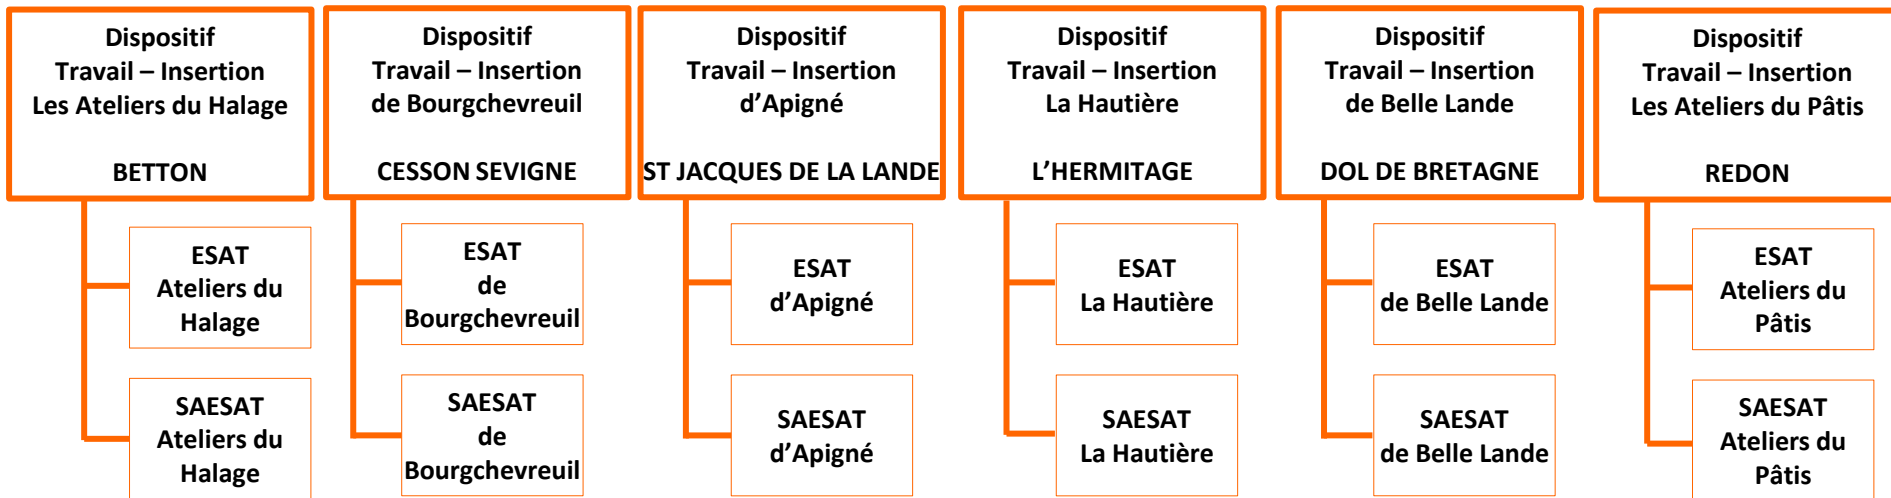 Dispositif
Travail – Insertion
Les Ateliers du Halage
BETTON
Dispositif
Travail – Insertion
de Bourgchevreuil
CESSON SEVIGNE
Dispositif
Travail – Insertion
d’Apigné
ST JACQUES DE LA LANDE
Dispositif
Travail – Insertion
La Hautière
L’HERMITAGE
Dispositif
Travail – Insertion
de Belle Lande
DOL DE BRETAGNE
Dispositif
Travail – Insertion
Les Ateliers du Pâtis
REDON
ESAT
Ateliers du
Halage
ESAT
de
Bourgchevreuil
ESAT
d’Apigné
ESAT
La Hautière
ESAT
de Belle Lande
ESAT
Ateliers du
Pâtis
SAESAT
Ateliers du
Halage
SAESAT
de
Bourgchevreuil
SAESAT
d’Apigné
SAESAT
La Hautière
SAESAT
de Belle Lande
SAESAT
Ateliers du
Pâtis